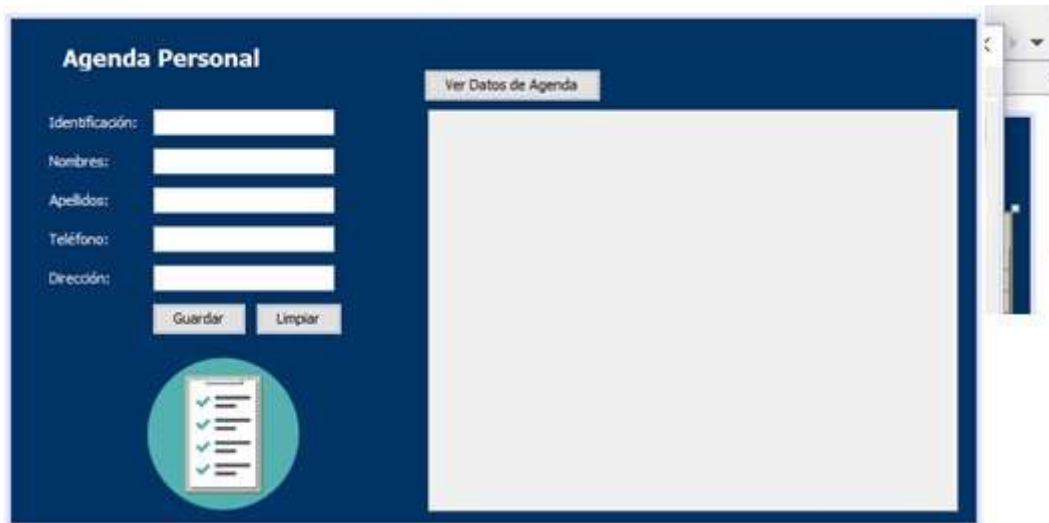 Agenda Personal
Ver Datos de Agenda
Identificación:
Nombres:
Apellidos:
Teléfono:
Dirección:
Guardar
Limpiar